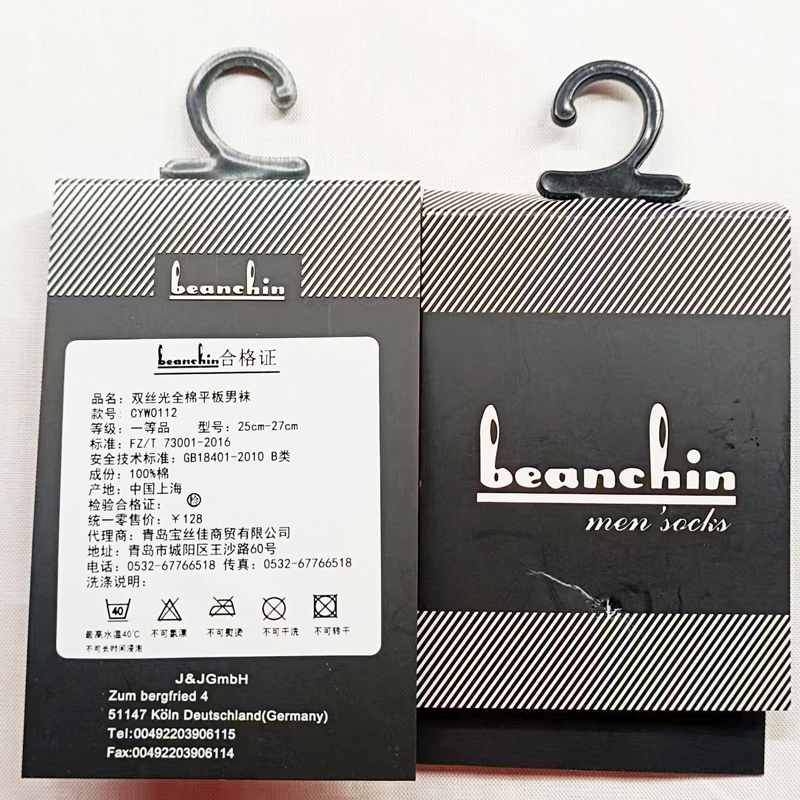 beanchin
beanchin合格证
品名：双丝光全棉平板男袜
款号：CYW0112
等级：一等品 型号：25cm-27cm
标准：FZ/T 73001-2016
安全技术标准：GB18401-2010 B类
成份：100%棉
产地：中国上海
检验合格证：检
统一零售价：￥128
代理商：青岛宝丝佳商贸有限公司
地址：青岛市城阳区王沙路60号
电话：0532-67766518 传真：0532-67766518
洗涤说明：
40
最高水温40℃ 不可氯漂 不可熨烫 不可干洗 不可转干
不可长时间浸泡
J&JGmbH
Zum bergfried 4
51147 Köln Deutschland(Germany)
Tel:00492203906115
Fax:00492203906114
beanchin
men'socks